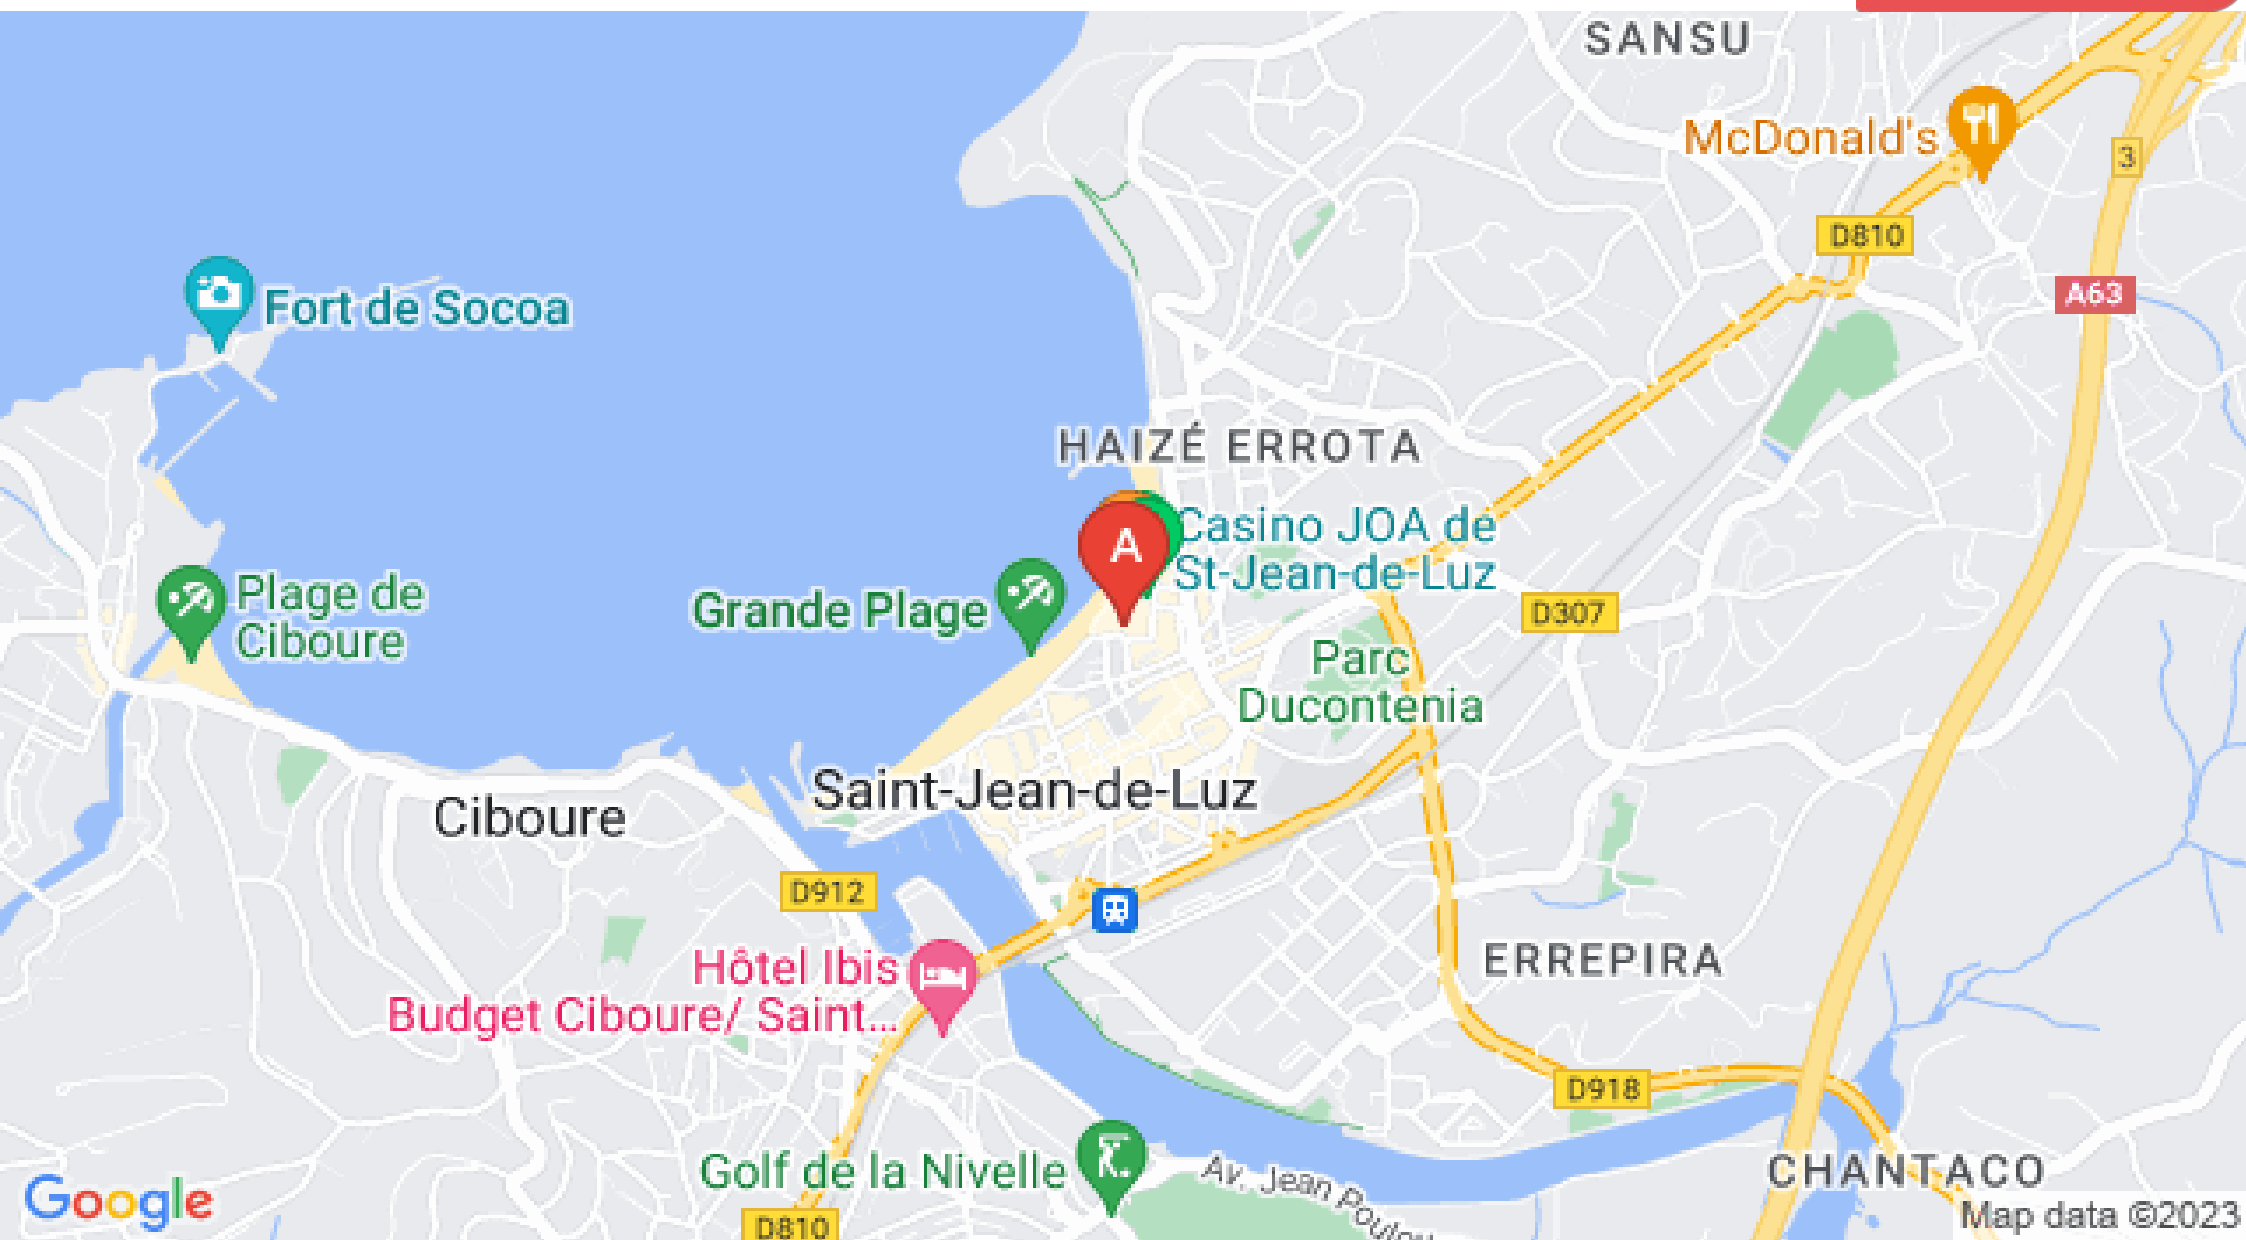 SANSU
McDonald's
3
D810
A63
Fort de Socoa
HAIZÉ ERROTA
A
Casino JOA de
St-Jean-de-Luz
Plage de
Ciboure
Grande Plage
D307
Parc
Ducontenia
Saint-Jean-de-Luz
Ciboure
D912
Hôtel Ibis
Budget Ciboure/ Saint...
ERREPIRA
D918
Golf de la Nivelle
Av. Jean Poulou
CHANTACO
Google
D810
Map data ©2023